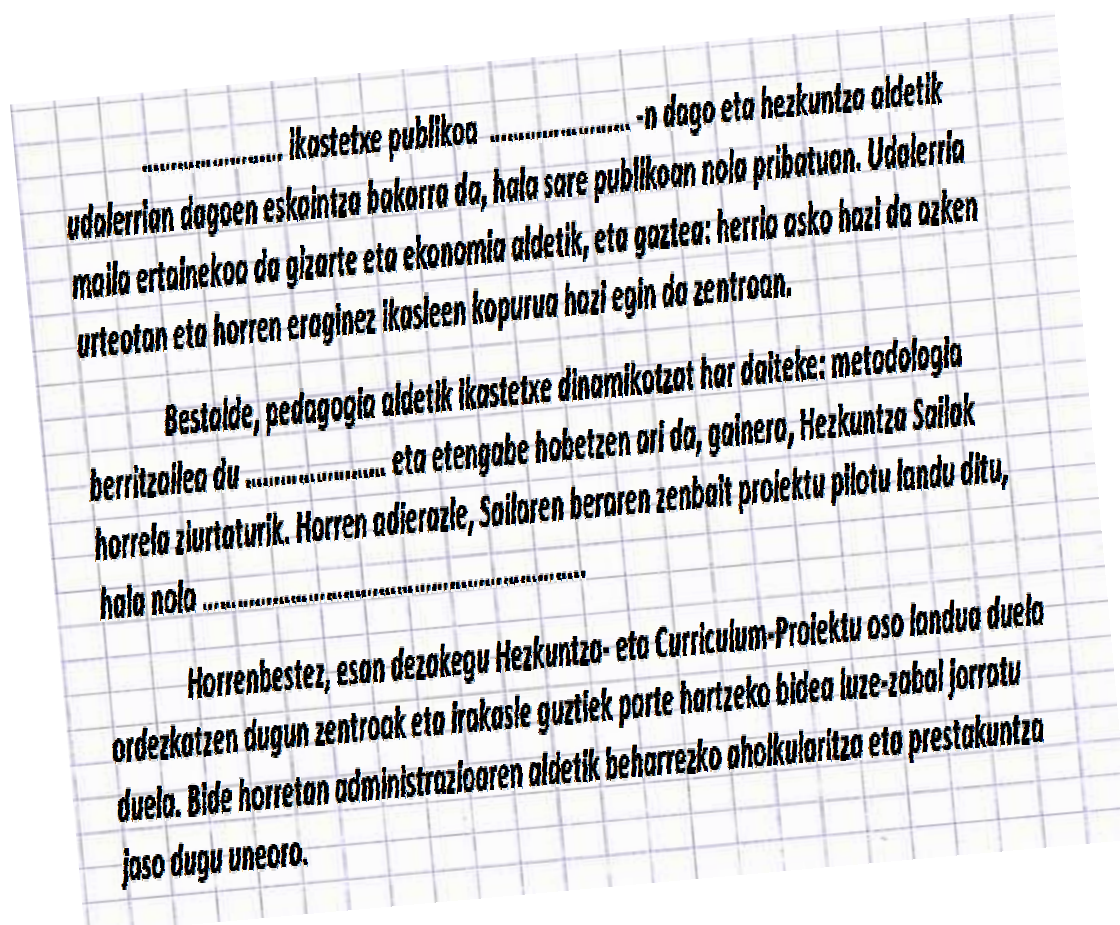 ........................ ikastetxe publikoa ........................ -n dago eta hezkuntza aldetik
udalerrian dagoen eskaintza bakarra da, hala sare publikoan nola pribatuan. Udalerria
maila ertainekoa da gizarte eta ekonomia aldetik, eta gaztea: herria asko hazi da azken
urteotan eta horren eraginez ikasleen kopurua hazi egin da zentroan.
Bestalde, pedagogia aldetik ikastetxe dinamikotzat har daiteke: metodologia
berritzailea du ........................ eta etengabe hobetzen ari da, gainera, Hezkuntza Sailak
horrela ziurtaturik. Horren adierazle, Sailaren beraren zenbait proiektu pilotu landu ditu,
hala nola ..................................................................
Horrenbestez, esan dezakegu Hezkuntza- eta Curriculum-Proiektu oso landua duela
ordezkatzen dugun zentroak eta irakasle guztiek parte hartzeko bidea luze-zabal jorratu
duela. Bide horretan administrazioaren aldetik beharrezko aholkularitza eta prestakuntza
jaso dugu uneoro.